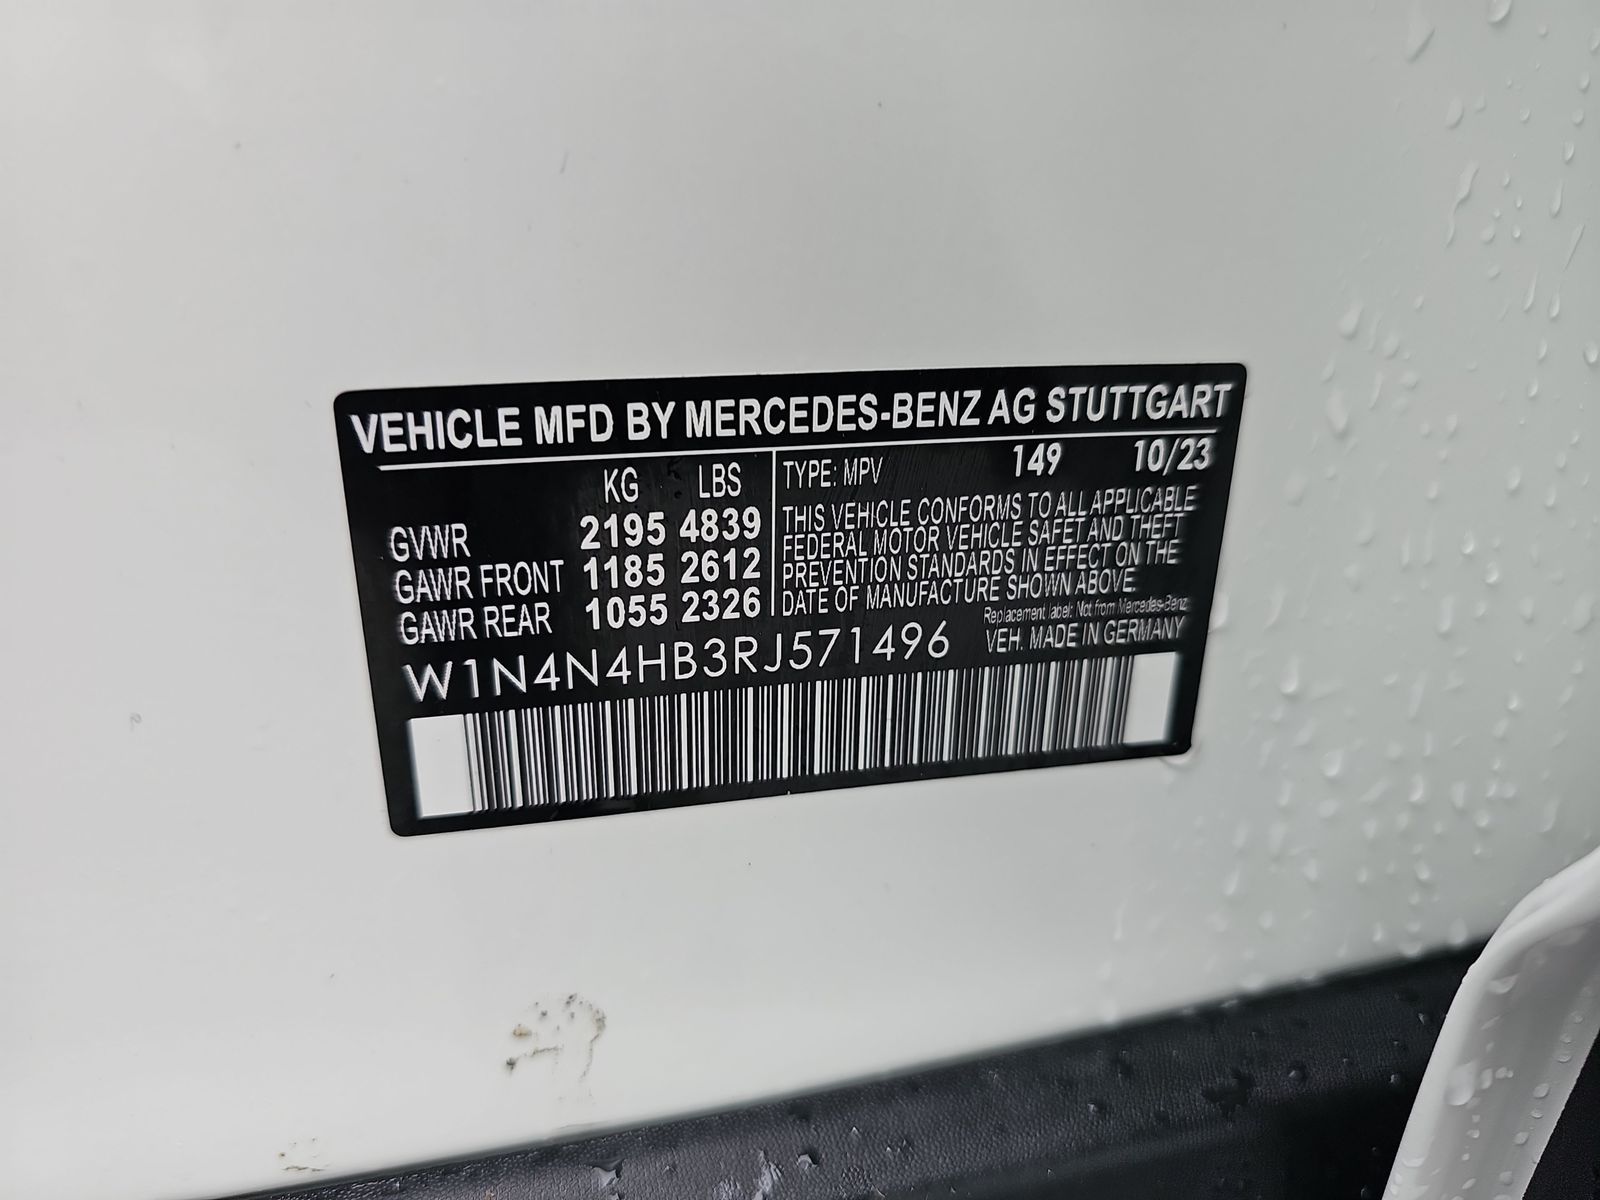 VEHICLE MFD BY MERCEDES-BENZ AG STUTTGART
KG LBS
GVWR 2195 4839
GAWR FRONT 1185 2612
GAWR REAR 1055 2326
TYPE: MPV 149 10/23
THIS VEHICLE CONFORMS TO ALL APPLICABLE
FEDERAL MOTOR VEHICLE SAFET AND THEFT
PREVENTION STANDARDS IN EFFECT ON THE
DATE OF MANUFACTURE SHOWN ABOVE.
Replacement label: Not from Mercedes-Benz
VEH. MADE IN GERMANY
W1N4N4HB3RJ571496